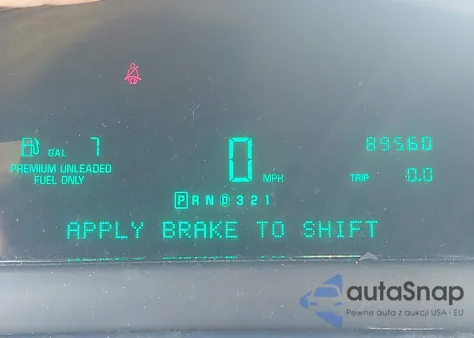 GAL 7
PREMIUM UNLEADED
FUEL ONLY
0 MPH
89560
TRIP 0.0
P R N D 3 2 1
APPLY BRAKE TO SHIFT
autoSnap
Pewne auta z aukcji USA · EU